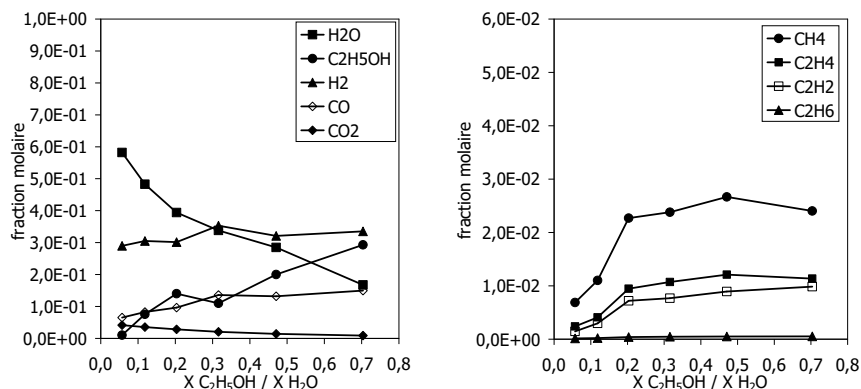 1,0E+00
9,0E-01
8,0E-01
7,0E-01
6,0E-01
5,0E-01
4,0E-01
3,0E-01
2,0E-01
1,0E-01
0,0E+00
fraction molaire
H2O
C2H5OH
H2
CO
CO2
0,0 0,1 0,2 0,3 0,4 0,5 0,6 0,7 0,8
X C₂H₅OH / X H₂O
6,0E-02
5,0E-02
4,0E-02
3,0E-02
2,0E-02
1,0E-02
0,0E+00
fraction molaire
CH4
C2H4
C2H2
C2H6
0,0 0,1 0,2 0,3 0,4 0,5 0,6 0,7 0,8
X C₂H₅OH / X H₂O